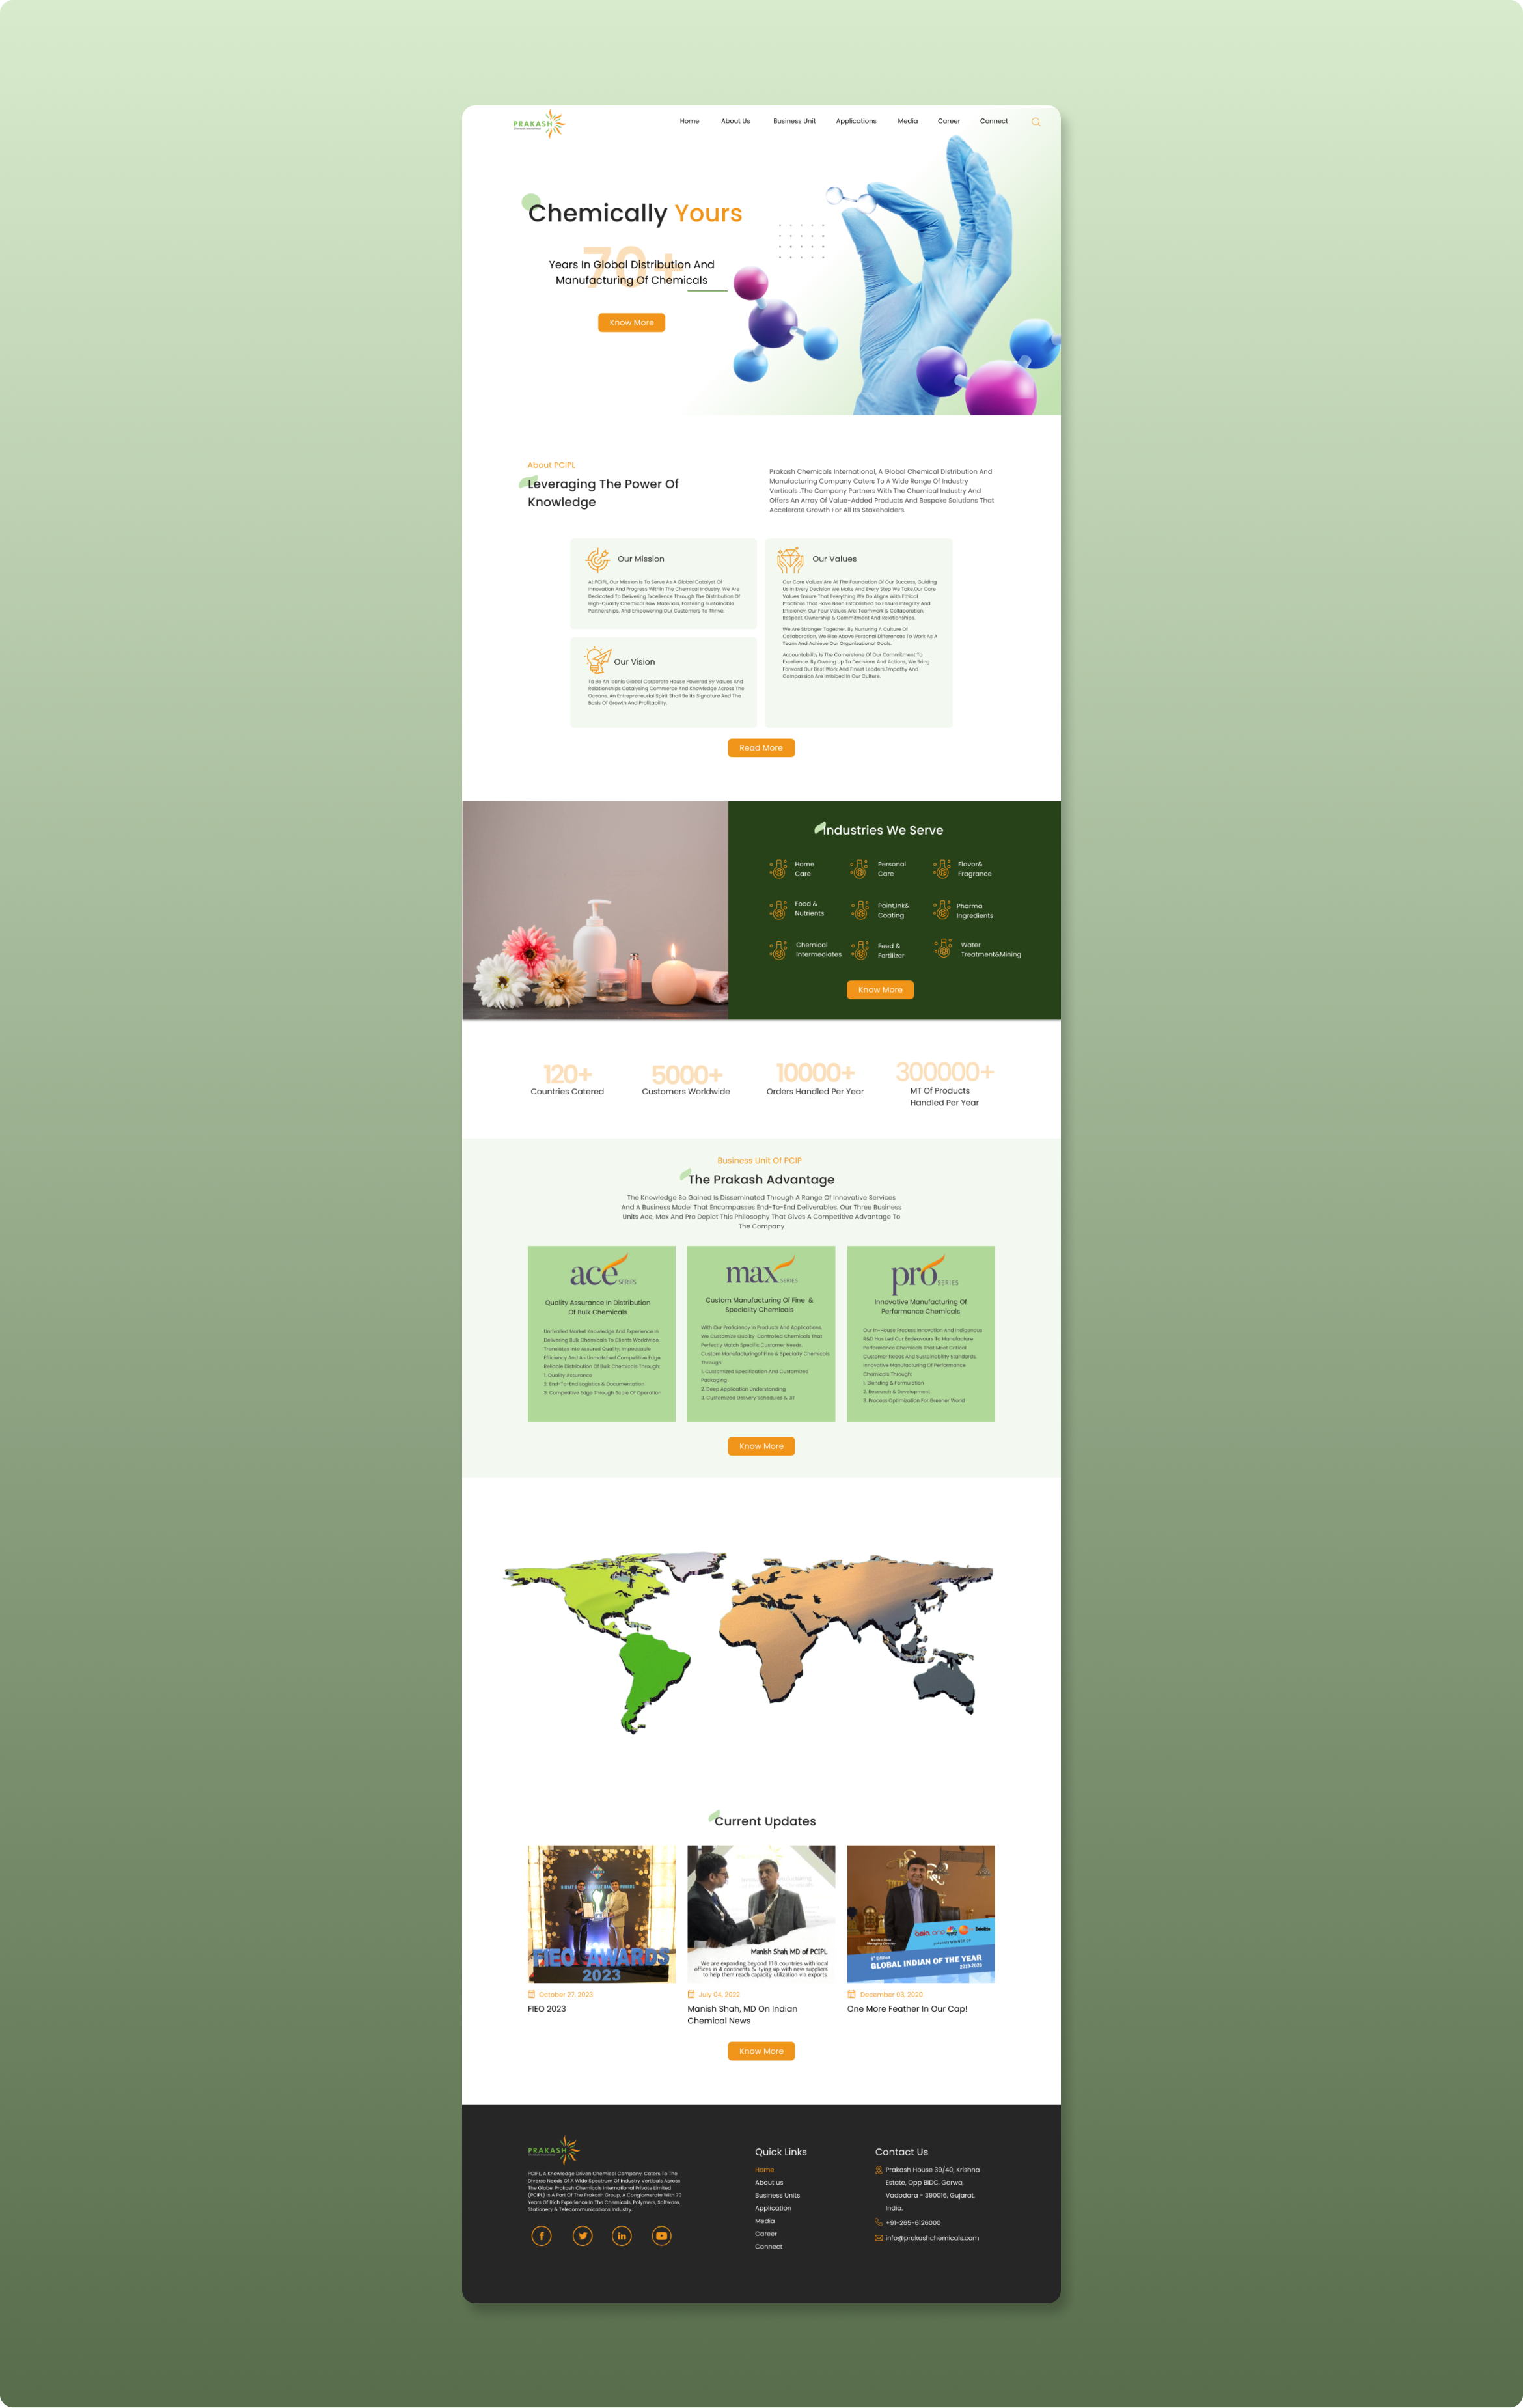 PRAKASH
Home About Us Business Unit Applications Media Career Connect
Chemically Yours
70+
Years In Global Distribution And
Manufacturing Of Chemicals
Know More
About PCIPL
Leveraging The Power Of
Knowledge
Prakash Chemicals International, A Global Chemical Distribution And
Manufacturing Company Caters To A Wide Range Of Industry
Verticals .The Company Partners With The Chemical Industry And
Offers An Array Of Value-Added Products And Bespoke Solutions That
Accelerate Growth For All Its Stakeholders.
Our Mission
At PCIPL, Our Mission Is To Serve As A Global Catalyst Of
Innovation And Progress Within The Chemical Industry. We Are
Dedicated To Delivering Excellence Through The Distribution Of
High-Quality Chemical Raw Materials, Fostering Sustainable
Partnerships, And Empowering Our Customers To Thrive.
Our Vision
To Be An Iconic Global Corporate House Powered By Values And
Relationships Catalysing Commerce And Knowledge Across The
Oceans. An Entrepreneurial Spirit Shall Be Its Signature And The
Basis Of Growth And Profitability.
Our Values
Our Core Values Are At The Foundation Of Our Success, Guiding
Us In Every Decision We Make And Every Step We Take.Our Core
Values Ensure That Everything We Do Aligns With Ethical
Practices That Have Been Established To Ensure Integrity And
Efficiency. Our Four Values Are: Teamwork & Collaboration,
Respect, Ownership & Commitment And Relationships.
We Are Stronger Together. By Nurturing A Culture Of
Collaboration, We Rise Above Personal Differences To Work As A
Team And Achieve Our Organizational Goals.
Accountability Is The Cornerstone Of Our Commitment To
Excellence. By Owning Up To Decisions And Actions, We Bring
Forward Our Best Work And Finest Leaders.Empathy And
Compassion Are Imbibed In Our Culture.
Read More
Industries We Serve
Home
Care
Personal
Care
Flavor&
Fragrance
Food &
Nutrients
Paint,Ink&
Coating
Pharma
Ingredients
Chemical
Intermediates
Feed &
Fertilizer
Water
Treatment&Mining
Know More
120+
Countries Catered
5000+
Customers Worldwide
10000+
Orders Handled Per Year
300000+
MT Of Products
Handled Per Year
Business Unit Of PCIP
The Prakash Advantage
The Knowledge So Gained Is Disseminated Through A Range Of Innovative Services
And A Business Model That Encompasses End-To-End Deliverables. Our Three Business
Units Ace, Max And Pro Depict This Philosophy That Gives A Competitive Advantage To
The Company
ace SERIES
Quality Assurance In Distribution
Of Bulk Chemicals
Unrivalled Market Knowledge And Experience In
Delivering Bulk Chemicals To Clients Worldwide,
Translates Into Assured Quality, Impeccable
Efficiency And An Unmatched Competitive Edge.
Reliable Distribution Of Bulk Chemicals Through:
1. Quality Assurance
2. End-To-End Logistics & Documentation
3. Competitive Edge Through Scale Of Operation
max SERIES
Custom Manufacturing Of Fine &
Speciality Chemicals
With Our Proficiency In Products And Applications,
We Customise Quality-Controlled Chemicals That
Perfectly Match Specific Customer Needs.
Custom Manufacturingof Fine & Specialty Chemicals
Through:
1. Customized Specification And Customized
Packaging
2. Deep Application Understanding
3. Customized Delivery Schedules & JIT
pro SERIES
Innovative Manufacturing Of
Performance Chemicals
Our In-House Process Innovation And Indigenous
R&D Has Led Our Endeavours To Manufacture
Performance Chemicals That Meet Critical
Customer Needs And Sustainability Standards.
Innovative Manufacturing Of Performance
Chemicals Through:
1. Blending & Formulation
2. Research & Development
3. Process Optimization For Greener World
Know More
Current Updates
FIEO AWARDS
2023
October 27, 2023
FIEO 2023
Manish Shah, MD of PCIPL
We are expanding beyond 118 countries with local
offices in 4 continents & tying up with new suppliers
to help them reach capacity utilization via exports.
July 04, 2022
Manish Shah, MD On Indian
Chemical News
asia one
Deloitte
GLOBAL INDIAN OF THE YEAR
2019-2020
December 03, 2020
One More Feather In Our Cap!
Know More
PRAKASH
PCIPL, A Knowledge Driven Chemical Company, Caters To The
Diverse Needs Of A Wide Spectrum Of Industry Verticals Across
The Globe. Prakash Chemicals International Private Limited
(PCIPL) Is A Part Of The Prakash Group, A Conglomerate With 70
Years Of Rich Experience In The Chemicals, Polymers, Software,
Stationery & Telecommunications Industry.
Quick Links
Home
About us
Business Units
Application
Media
Career
Connect
Contact Us
Prakash House 39/40, Krishna
Estate, Opp BIDC, Gorwa,
Vadodara - 390016, Gujarat,
India.
+91-265-6126000
info@prakashchemicals.com